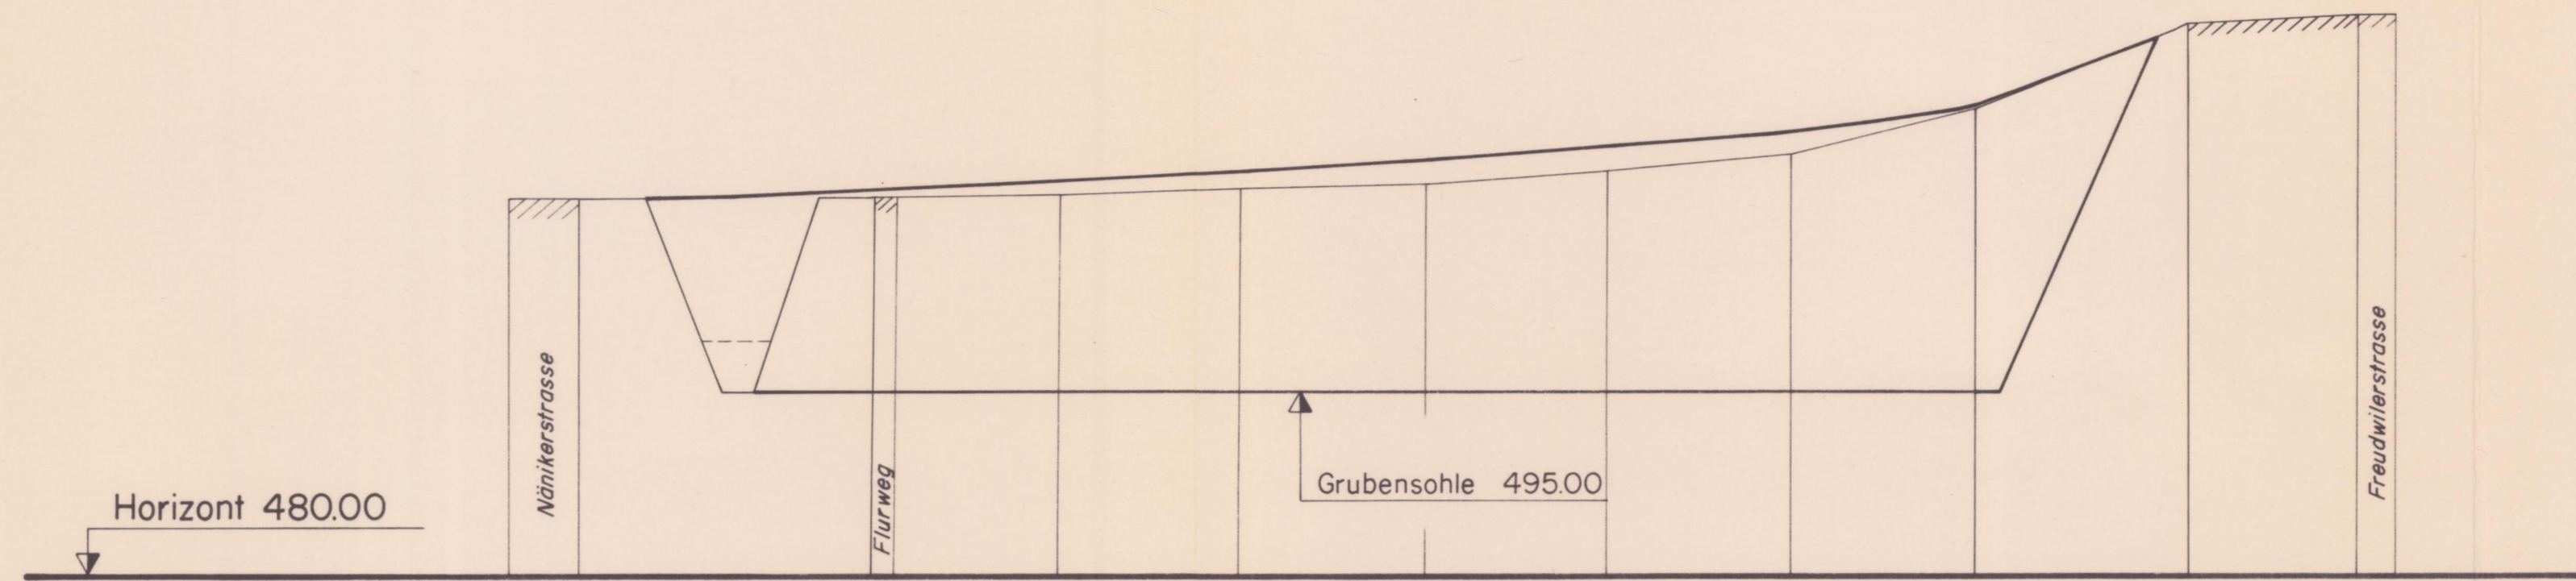 Horizont 480.00
Nänikerstrasse
Flurweg
Grubensohle 495.00
Freudwilerstrasse